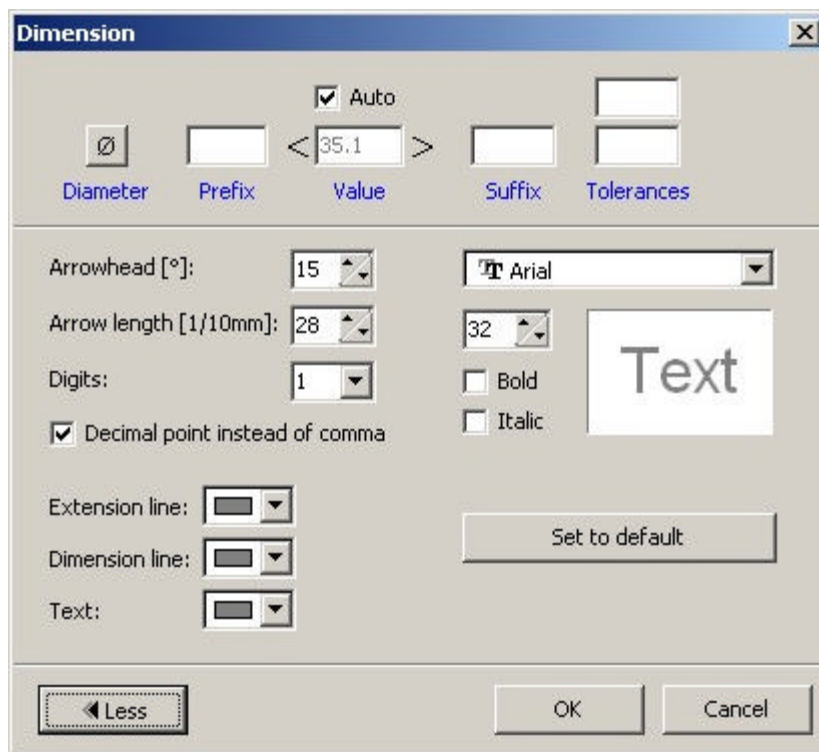 Dimension
Auto
Ø < 35.1 >
Diameter Prefix Value Suffix Tolerances
Arrowhead [°]: 15 Arial
Arrow length [1/10mm]: 28 32 Text
Digits: 1 Bold
Decimal point instead of comma Italic
Extension line:
Set to default
Dimension line:
Text:
Less OK Cancel